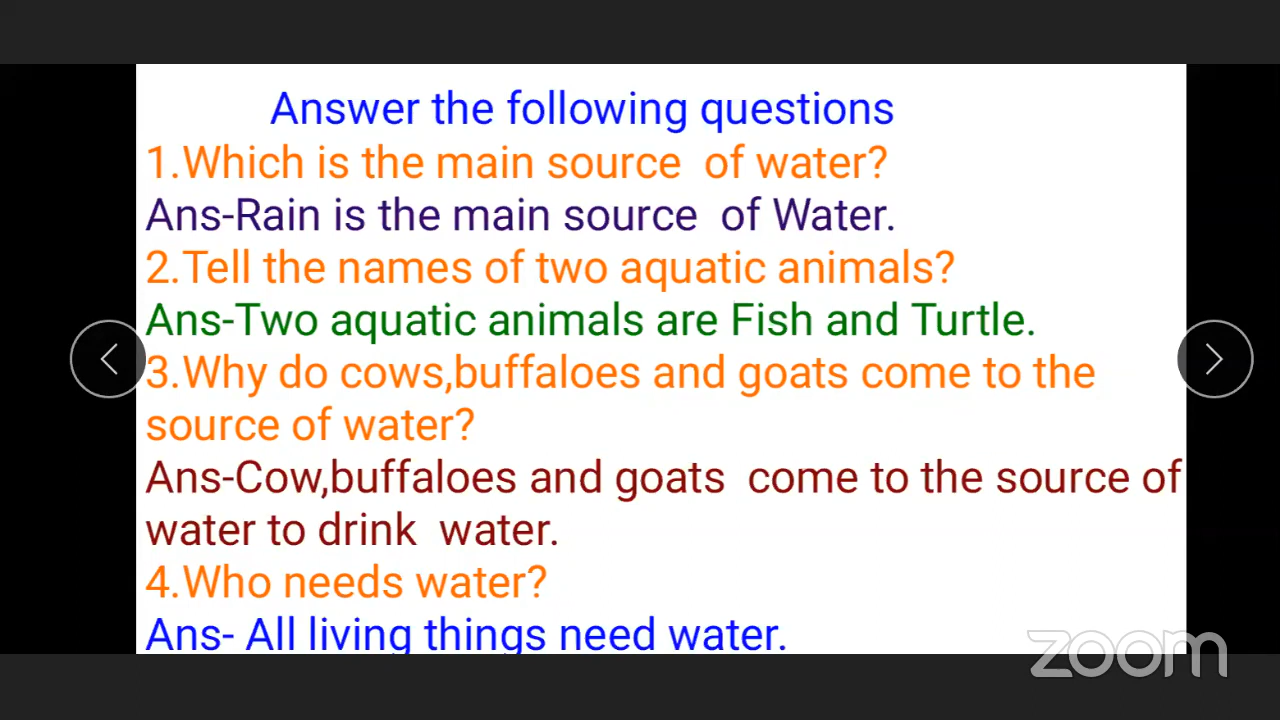 Answer the following questions
1.Which is the main source of water?
Ans-Rain is the main source of Water.
2.Tell the names of two aquatic animals?
Ans-Two aquatic animals are Fish and Turtle.
3.Why do cows,buffaloes and goats come to the
source of water?
Ans-Cow,buffaloes and goats come to the source of
water to drink water.
4.Who needs water?
Ans- All living things need water.
zoom